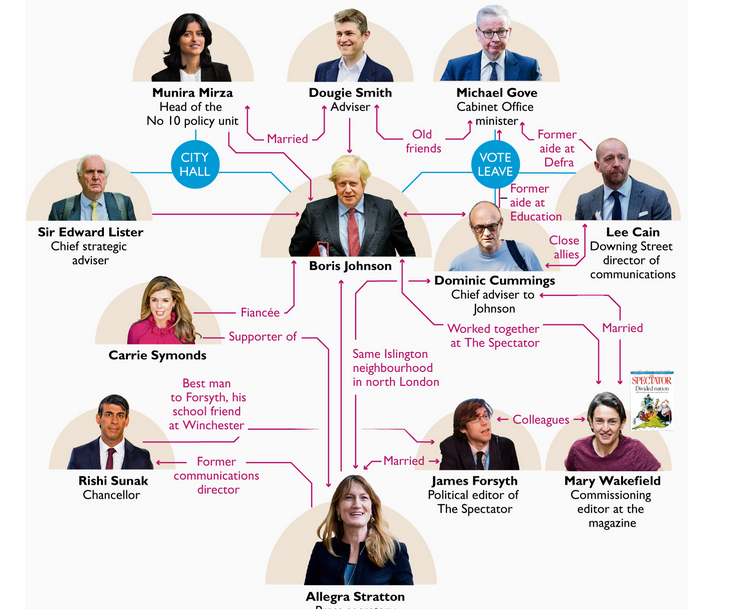 Munira Mirza
Head of the
No 10 policy unit
Dougie Smith
Adviser
Michael Gove
Cabinet Office
minister
Married
Old
friends
Former
aide at
Defra
CITY
HALL
VOTE
LEAVE
Former
aide at
Education
Sir Edward Lister
Chief strategic
adviser
Boris Johnson
Close
allies
Lee Cain
Downing Street
director of
communications
Dominic Cummings
Chief adviser to
Johnson
Carrie Symonds
Fiancée
Supporter of
Worked together
at The Spectator
Married
Same Islington
neighbourhood
in north London
SPECTATOR
Divided nation
Best man
to Forsyth, his
school friend
at Winchester
Colleagues
Rishi Sunak
Chancellor
Former
communications
director
Married
James Forsyth
Political editor of
The Spectator
Mary Wakefield
Commissioning
editor at the
magazine
Allegra Stratton